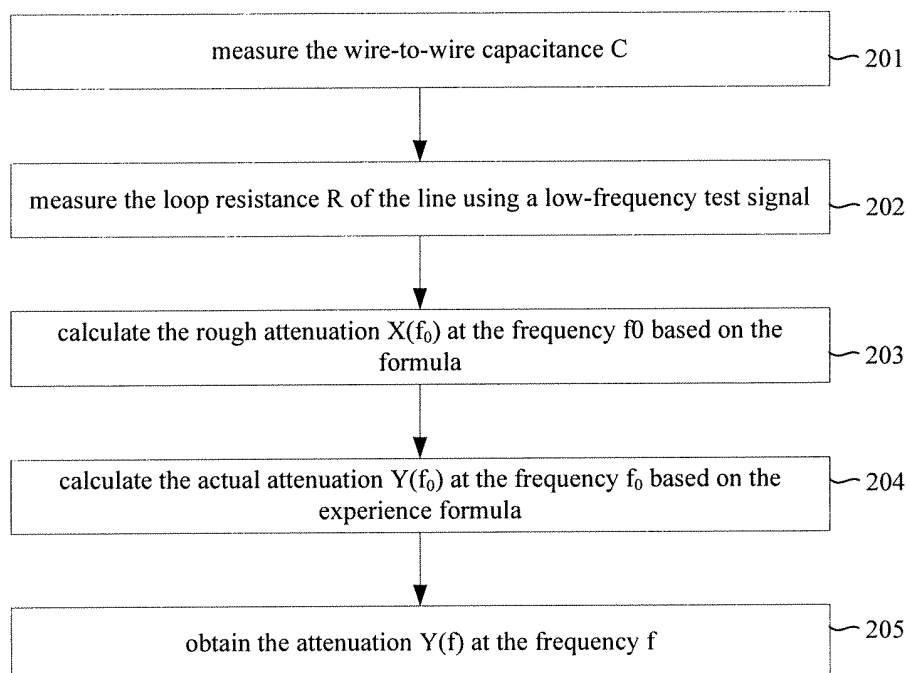 measure the wire-to-wire capacitance C
201
measure the loop resistance R of the line using a low-frequency test signal
202
calculate the rough attenuation X(f₀) at the frequency f0 based on the
formula
203
calculate the actual attenuation Y(f₀) at the frequency f₀ based on the
experience formula
204
obtain the attenuation Y(f) at the frequency f
205